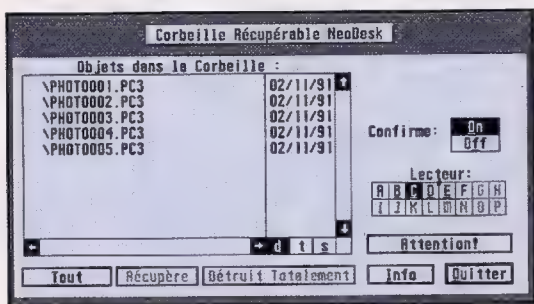 Corbeille Récupérable NeoDesk
Objets dans la Corbeille :
\PHOTO001.PC3 02/11/91
\PHOTO002.PC3 02/11/91
\PHOTO003.PC3 02/11/91
\PHOTO004.PC3 02/11/91
\PHOTO005.PC3 02/11/91
Confirme: On
Off
Lecteur:
A B C D E F G H
I J K L M N O P
d t s
Attention!
Tout Récupère Détruit Totalement Info Quitter